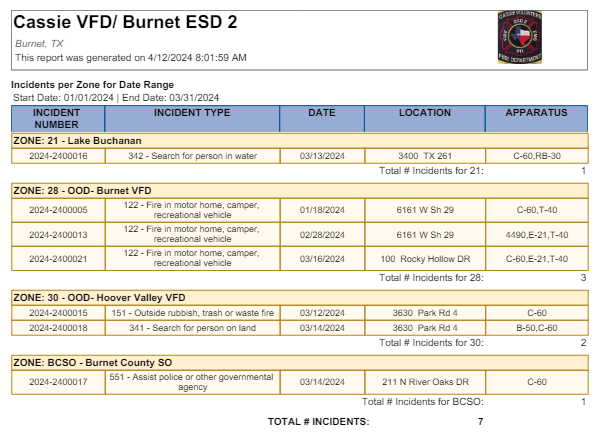 Cassie VFD/ Burnet ESD 2
Burnet, TX
This report was generated on 4/12/2024 8:01:59 AM
Incidents per Zone for Date Range
Start Date: 01/01/2024 | End Date: 03/31/2024
INCIDENT NUMBER INCIDENT TYPE DATE LOCATION APPARATUS
ZONE: 21 - Lake Buchanan
2024-2400016 342 - Search for person in water 03/13/2024 3400 TX 261 C-60,RB-30
Total # Incidents for 21: 1
ZONE: 28 - OOD- Burnet VFD
2024-2400005 122 - Fire in motor home, camper, recreational vehicle 01/18/2024 6161 W Sh 29 C-60,T-40
2024-2400013 122 - Fire in motor home, camper, recreational vehicle 02/28/2024 6161 W Sh 29 4490,E-21,T-40
2024-2400021 122 - Fire in motor home, camper, recreational vehicle 03/16/2024 100 Rocky Hollow DR C-60,E-21,T-40
Total # Incidents for 28: 3
ZONE: 30 - OOD- Hoover Valley VFD
2024-2400015 151 - Outside rubbish, trash or waste fire 03/12/2024 3630 Park Rd 4 C-60
2024-2400018 341 - Search for person on land 03/14/2024 3630 Park Rd 4 B-50,C-60
Total # Incidents for 30: 2
ZONE: BCSO - Burnet County SO
2024-2400017 551 - Assist police or other governmental agency 03/14/2024 211 N River Oaks DR C-60
Total # Incidents for BCSO: 1
TOTAL # INCIDENTS: 7